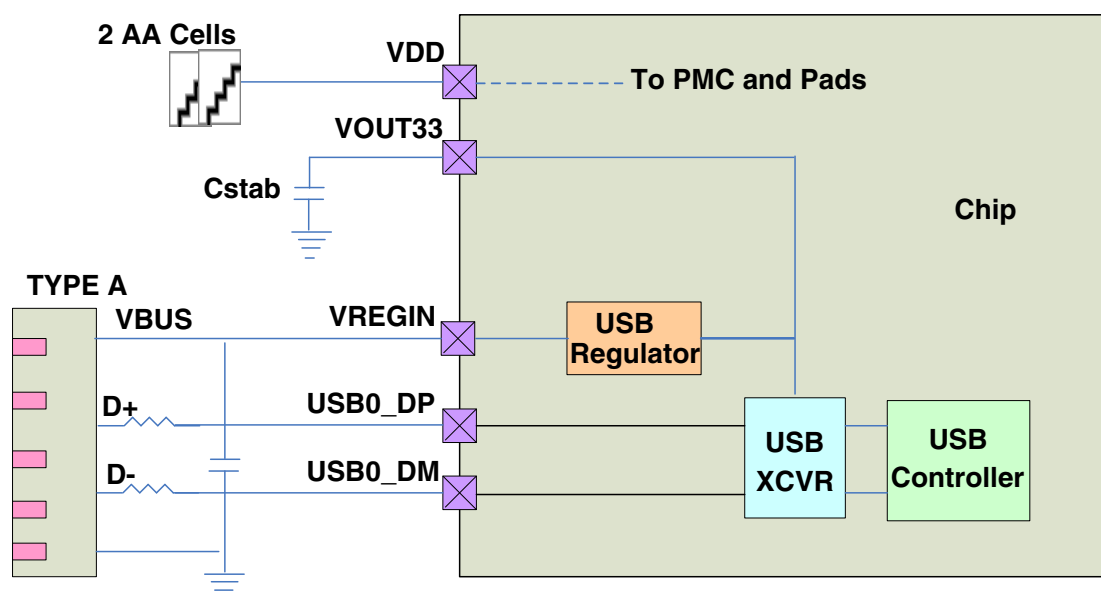 2 AA Cells
VDD
To PMC and Pads
VOUT33
Cstab
Chip
TYPE A
VBUS
VREGIN
USB
Regulator
D+
USB0_DP
D-
USB0_DM
USB
XCVR
USB
Controller